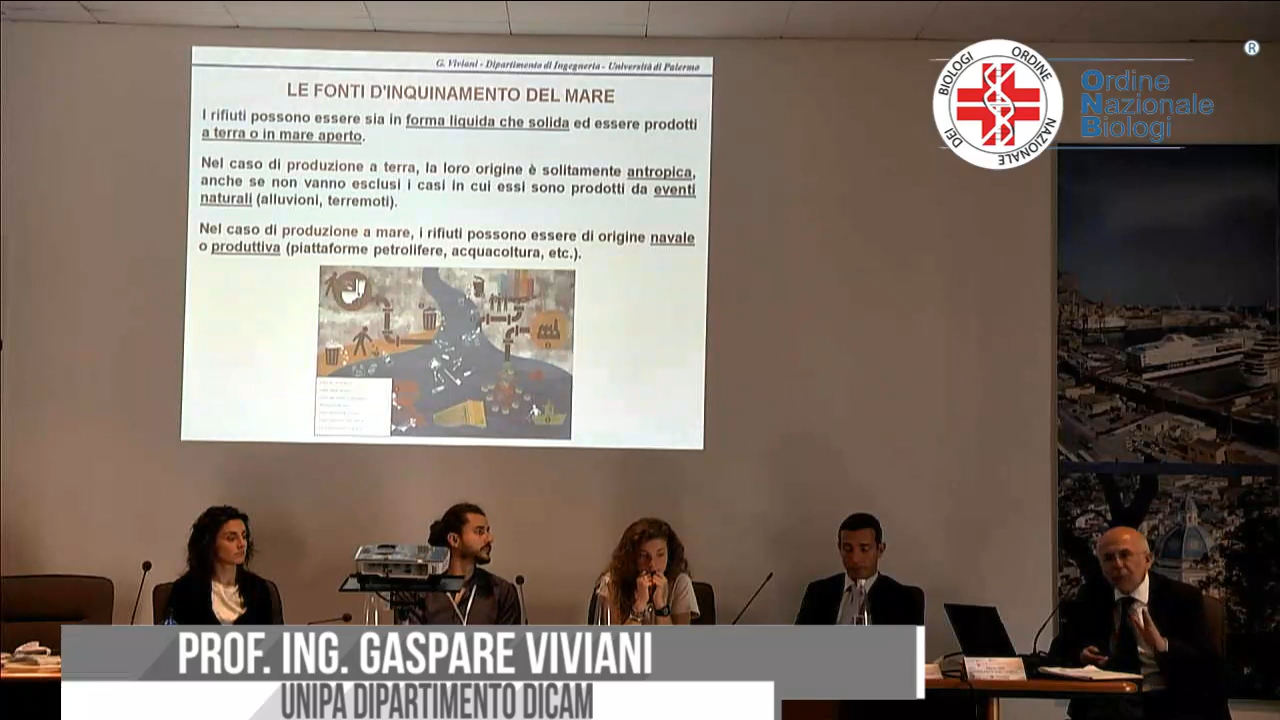 G. Viviani - Dipartimento di Ingegneria - Università di Palermo
LE FONTI D'INQUINAMENTO DEL MARE
I rifiuti possono essere sia in forma liquida che solida ed essere prodotti
a terra o in mare aperto.
Nel caso di produzione a terra, la loro origine è solitamente antropica,
anche se non vanno esclusi i casi in cui essi sono prodotti da eventi
naturali (alluvioni, terremoti).
Nel caso di produzione a mare, i rifiuti possono essere di origine navale
o produttiva (piattaforme petrolifere, acquacoltura, etc.).
ORDINE NAZIONALE DEI BIOLOGI
Ordine
Nazionale
Biologi
®
PROF. ING. GASPARE VIVIANI
UNIPA DIPARTIMENTO DICAM